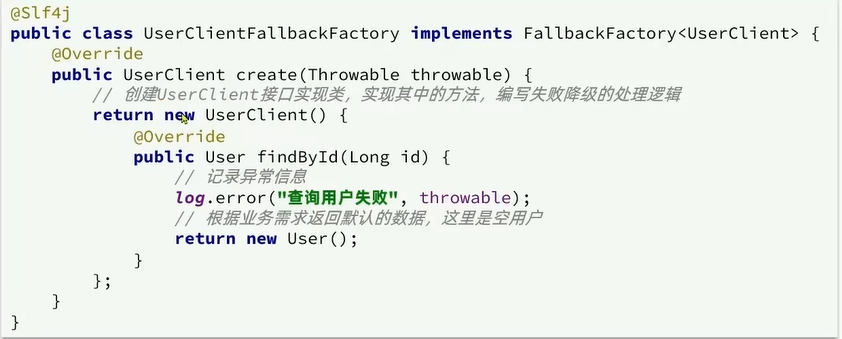 @Slf4j
public class UserClientFallbackFactory implements FallbackFactory<UserClient> {
    @Override
    public UserClient create(Throwable throwable) {
        // 创建UserClient接口实现类，实现其中的方法，编写失败降级的处理逻辑
        return new UserClient() {
            @Override
            public User findById(Long id) {
                // 记录异常信息
                log.error("查询用户失败", throwable);
                // 根据业务需求返回默认的数据，这里是空用户
                return new User();
            }
        };
    }
}